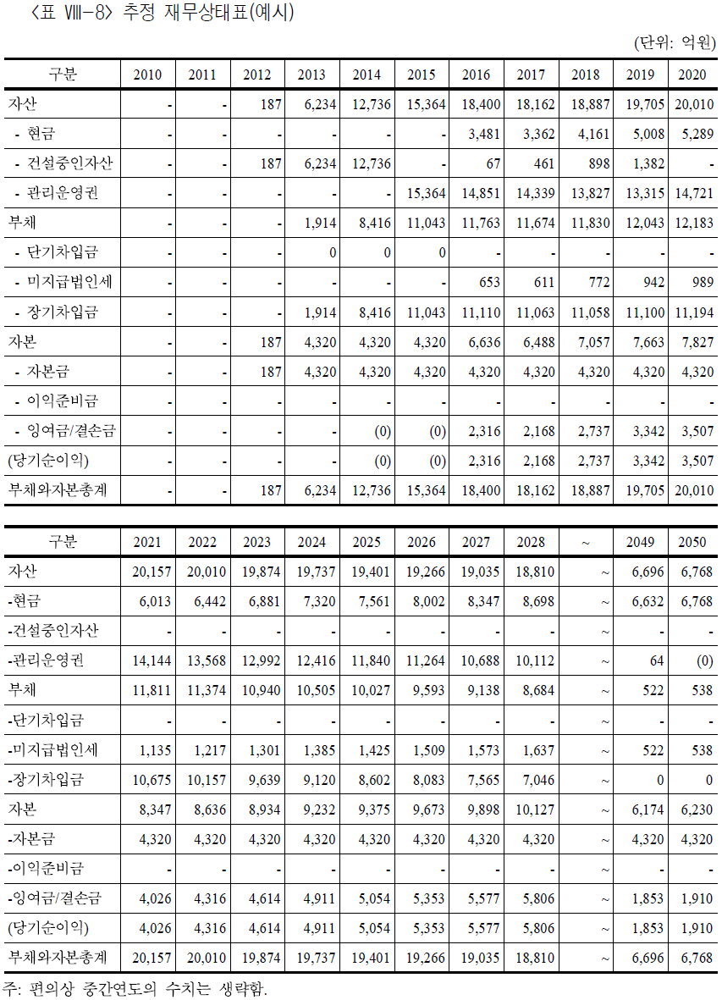 <표 Ⅷ-8> 추정 재무상태표(예시)
(단위: 억원)
구분 2010 2011 2012 2013 2014 2015 2016 2017 2018 2019 2020
자산 - - 187 6,234 12,736 15,364 18,400 18,162 18,887 19,705 20,010
- 현금 - - - - - - 3,481 3,362 4,161 5,008 5,289
- 건설중인자산 - - 187 6,234 12,736 - 67 461 898 1,382 -
- 관리운영권 - - - - - 15,364 14,851 14,339 13,827 13,315 14,721
부채 - - - 1,914 8,416 11,043 11,763 11,674 11,830 12,043 12,183
- 단기차입금 - - - 0 0 0 - - - - -
- 미지급법인세 - - - - - - 653 611 772 942 989
- 장기차입금 - - - 1,914 8,416 11,043 11,110 11,063 11,058 11,100 11,194
자본 - - 187 4,320 4,320 4,320 6,636 6,488 7,057 7,663 7,827
- 자본금 - - 187 4,320 4,320 4,320 4,320 4,320 4,320 4,320 4,320
- 이익준비금 - - - - - - - - - - -
- 잉여금/결손금 - - - - (0) (0) 2,316 2,168 2,737 3,342 3,507
(당기순이익) - - - - (0) (0) 2,316 2,168 2,737 3,342 3,507
부채와자본총계 - - 187 6,234 12,736 15,364 18,400 18,162 18,887 19,705 20,010
구분 2021 2022 2023 2024 2025 2026 2027 2028 ~ 2049 2050
자산 20,157 20,010 19,874 19,737 19,401 19,266 19,035 18,810 ~ 6,696 6,768
-현금 6,013 6,442 6,881 7,320 7,561 8,002 8,347 8,698 ~ 6,632 6,768
-건설중인자산 - - - - - - - - ~ - -
-관리운영권 14,144 13,568 12,992 12,416 11,840 11,264 10,688 10,112 ~ 64 (0)
부채 11,811 11,374 10,940 10,505 10,027 9,593 9,138 8,684 ~ 522 538
-단기차입금 - - - - - - - - ~ - -
-미지급법인세 1,135 1,217 1,301 1,385 1,425 1,509 1,573 1,637 ~ 522 538
-장기차입금 10,675 10,157 9,639 9,120 8,602 8,083 7,565 7,046 ~ 0 0
자본 8,347 8,636 8,934 9,232 9,375 9,673 9,898 10,127 ~ 6,174 6,230
-자본금 4,320 4,320 4,320 4,320 4,320 4,320 4,320 4,320 ~ 4,320 4,320
-이익준비금 - - - - - - - - ~ - -
-잉여금/결손금 4,026 4,316 4,614 4,911 5,054 5,353 5,577 5,806 ~ 1,853 1,910
(당기순이익) 4,026 4,316 4,614 4,911 5,054 5,353 5,577 5,806 ~ 1,853 1,910
부채와자본총계 20,157 20,010 19,874 19,737 19,401 19,266 19,035 18,810 ~ 6,696 6,768
주: 편의상 중간연도의 수치는 생략함.